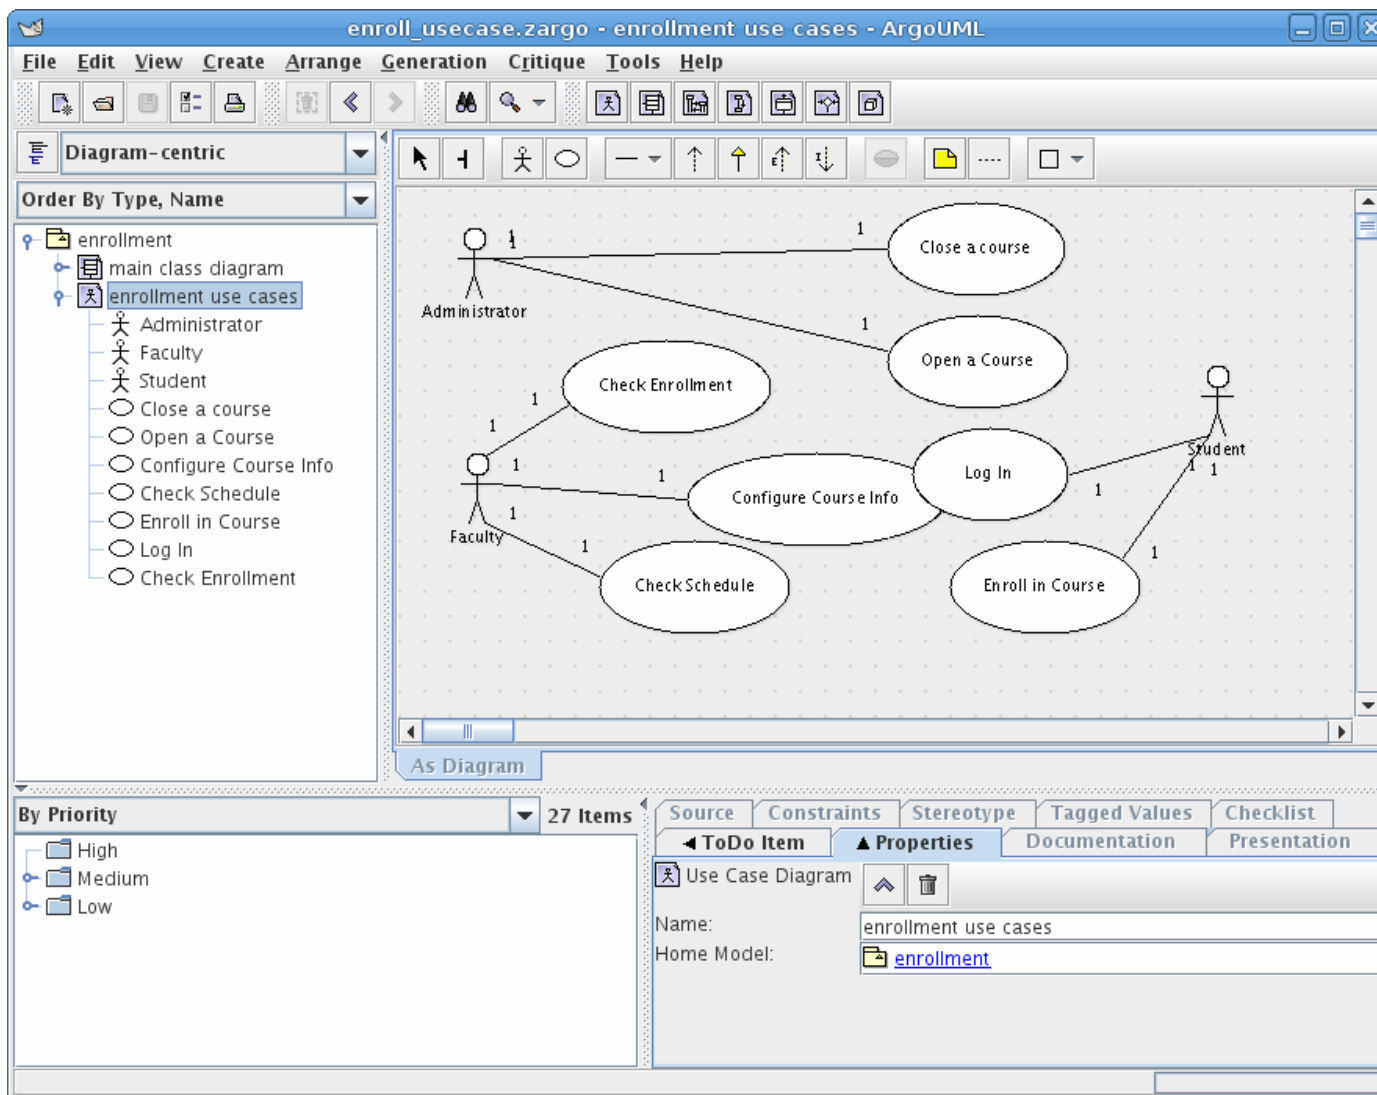 enroll_usecase.zargo - enrollment use cases - ArgoUML
File Edit View Create Arrange Generation Critique Tools Help
Diagram-centric
Order By Type, Name
enrollment
main class diagram
enrollment use cases
Administrator
Faculty
Student
Close a course
Open a Course
Configure Course Info
Check Schedule
Enroll in Course
Log In
Check Enrollment
1
1
1
Close a course
Administrator
1
Open a Course
Check Enrollment
1
1
Student
1
1
Log In
1
1
1
Configure Course Info
1
1
Faculty
1
1
Check Schedule
Enroll in Course
As Diagram
By Priority
27 Items
High
Medium
Low
Source Constraints Stereotype Tagged Values Checklist
ToDo Item Properties Documentation Presentation
Use Case Diagram
Name:
enrollment use cases
Home Model:
enrollment